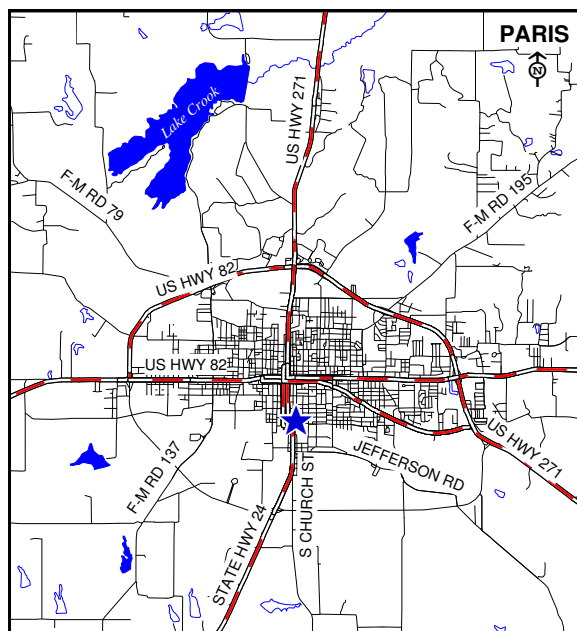 PARIS
N
Lake Crook
US HWY 271
F-M RD 79
F-M RD 195
US HWY 82
US HWY 82
US HWY 271
JEFFERSON RD
F-M RD 137
S CHURCH ST
STATE HWY 24